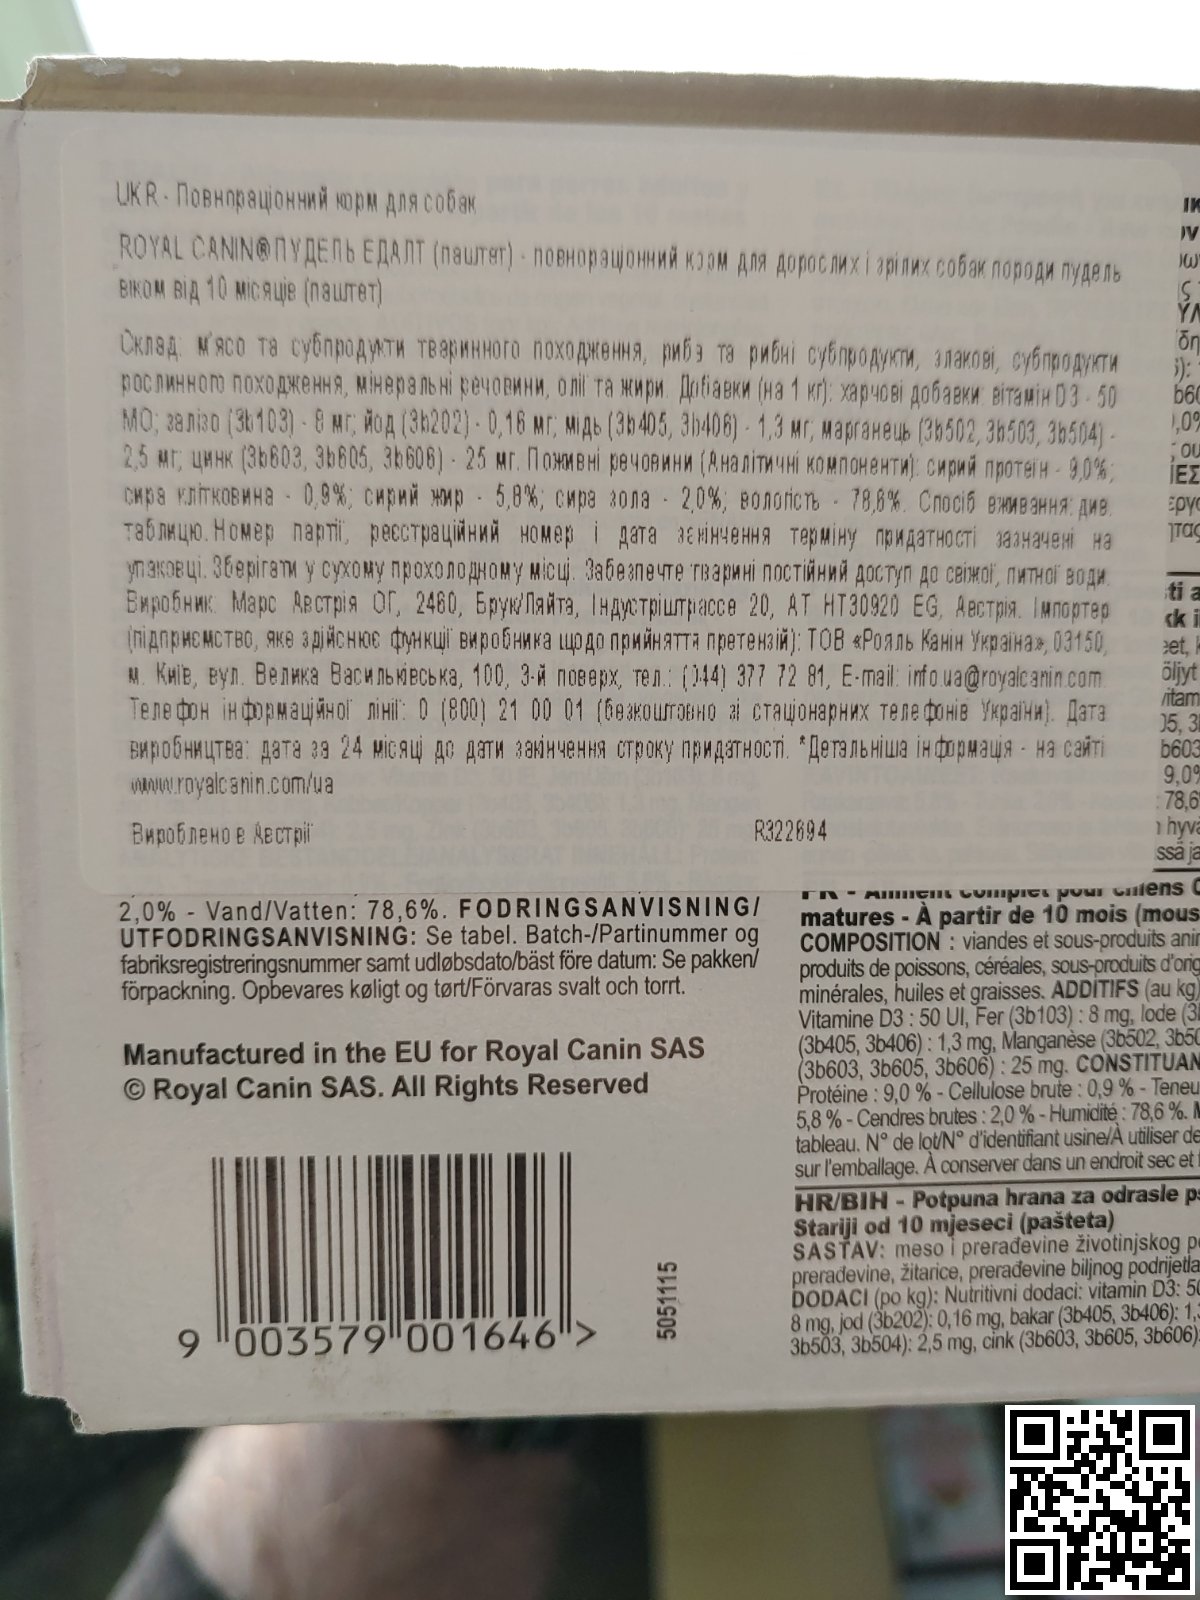 UKR - Повнораціонний корм для собак
ROYAL CANIN® ПУДЕЛЬ ЕДАЛТ (паштет) - повнораціонний корм для дорослих і зрілих собак породи пудель
віком від 10 місяців (паштет)
Склад: м'ясо та субпродукти тваринного походження, риба та рибні субпродукти, злакові, субпродукти
рослинного походження, мінеральні речовини, олії та жири. Добавки (на 1 кг): харчові добавки: вітамін D3 - 50
МО; залізо (3b103) - 8 мг; йод (3b202) - 0,16 мг; мідь (3b405, 3b406) - 1,3 мг; марганець (3b502, 3b503, 3b504) -
2,5 мг; цинк (3b603, 3b605, 3b606) - 25 мг. Поживні речовини (Аналітичні компоненти): сирий протеїн - 9,0%;
сира клітковина - 0,9%; сирий жир - 5,8%; сира зола - 2,0%; вологість - 78,6%. Спосіб вживання: див.
таблицю. Номер партії, реєстраційний номер і дата закінчення терміну придатності зазначені на
упаковці. Зберігати у сухому прохолодному місці. Забезпечте тварині постійний доступ до свіжої, питної води.
Виробник: Марс Австрія ОГ, 2460, Брук/Ляйта, Індустріштрассе 20, AT HT30920 EG, Австрія. Імпортер
(підприємство, яке здійснює функції виробника щодо прийняття претензій): ТОВ «Рояль Канін Україна», 03150,
м. Київ, вул. Велика Васильківська, 100, 3-й поверх, тел.: (044) 377 72 81, E-mail: info.ua@royalcanin.com.
Телефон інформаційної лінії: 0 (800) 21 00 01 (безкоштовно зі стаціонарних телефонів України). Дата
виробництва: дата за 24 місяці до дати закінчення строку придатності. *Детальніша інформація - на сайті
www.royalcanin.com/ua
Вироблено в Австрії R322694
2,0% - Vand/Vatten: 78,6%. FODRINGSANVISNING/
UTFODRINGSANVISNING: Se tabel. Batch-/Partinummer og
fabriksregistreringsnummer samt udløbsdato/bäst före datum: Se pakken/
förpackning. Opbevares køligt og tørt/Förvaras svalt och torrt.
Manufactured in the EU for Royal Canin SAS
© Royal Canin SAS. All Rights Reserved
9 003579 001646 >
5051115
FR - Aliment complet pour chiens
matures - À partir de 10 mois (mous
COMPOSITION : viandes et sous-produits anim
produits de poissons, céréales, sous-produits d'orig
minérales, huiles et graisses. ADDITIFS (au kg)
Vitamine D3 : 50 UI, Fer (3b103) : 8 mg, Iode (3b
(3b405, 3b406) : 1,3 mg, Manganèse (3b502, 3b50
(3b603, 3b605, 3b606) : 25 mg. CONSTITUAN
Protéine : 9,0 % - Cellulose brute : 0,9 % - Teneu
5,8 % - Cendres brutes : 2,0 % - Humidité : 78,6 %. M
tableau. N° de lot/N° d'identifiant usine/À utiliser de
sur l'emballage. À conserver dans un endroit sec et
HR/BIH - Potpuna hrana za odrasle ps
Stariji od 10 mjeseci (pašteta)
SASTAV: meso i prerađevine životinjskog po
prerađevine, žitarice, prerađevine biljnog podrijetla
DODACI (po kg): Nutritivni dodaci: vitamin D3: 50
8 mg, jod (3b202): 0,16 mg, bakar (3b405, 3b406): 1,
3b503, 3b504): 2,5 mg, cink (3b603, 3b605, 3b606)